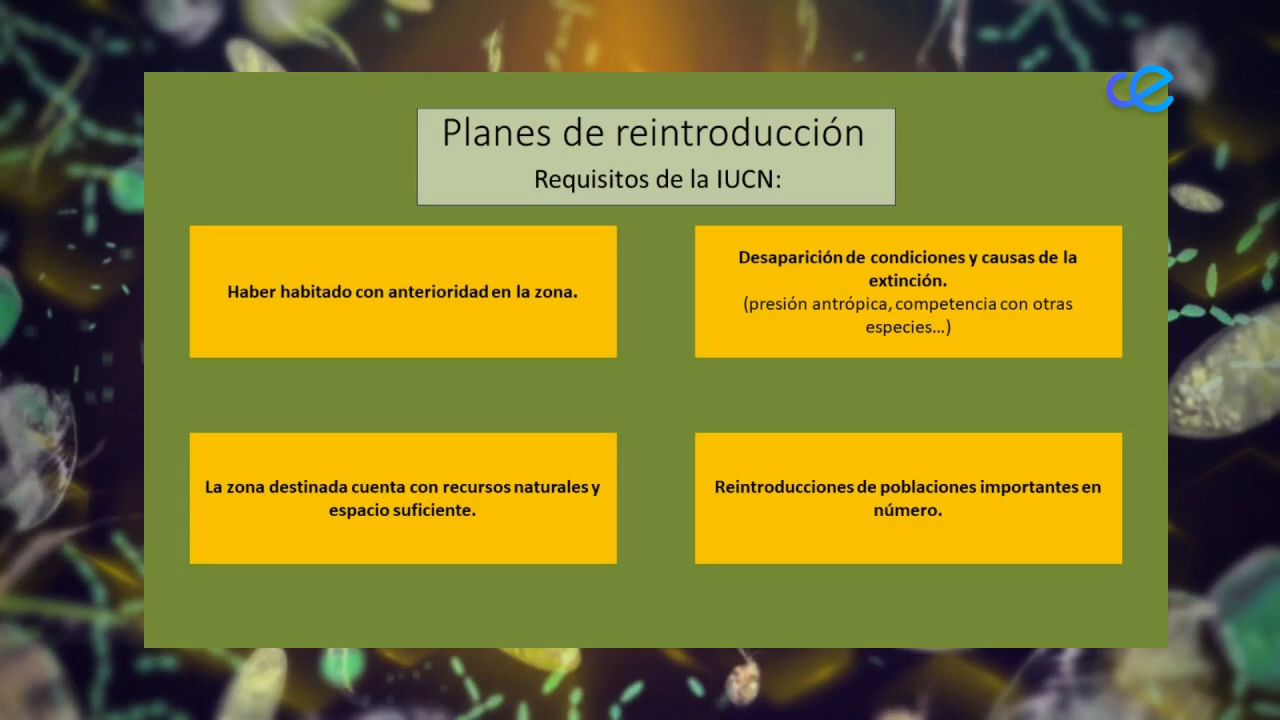 Planes de reintroducción
Requisitos de la IUCN:
Haber habitado con anterioridad en la zona.
Desaparición de condiciones y causas de la
extinción.
(presión antrópica, competencia con otras
especies...)
La zona destinada cuenta con recursos naturales y
espacio suficiente.
Reintroducciones de poblaciones importantes en
número.